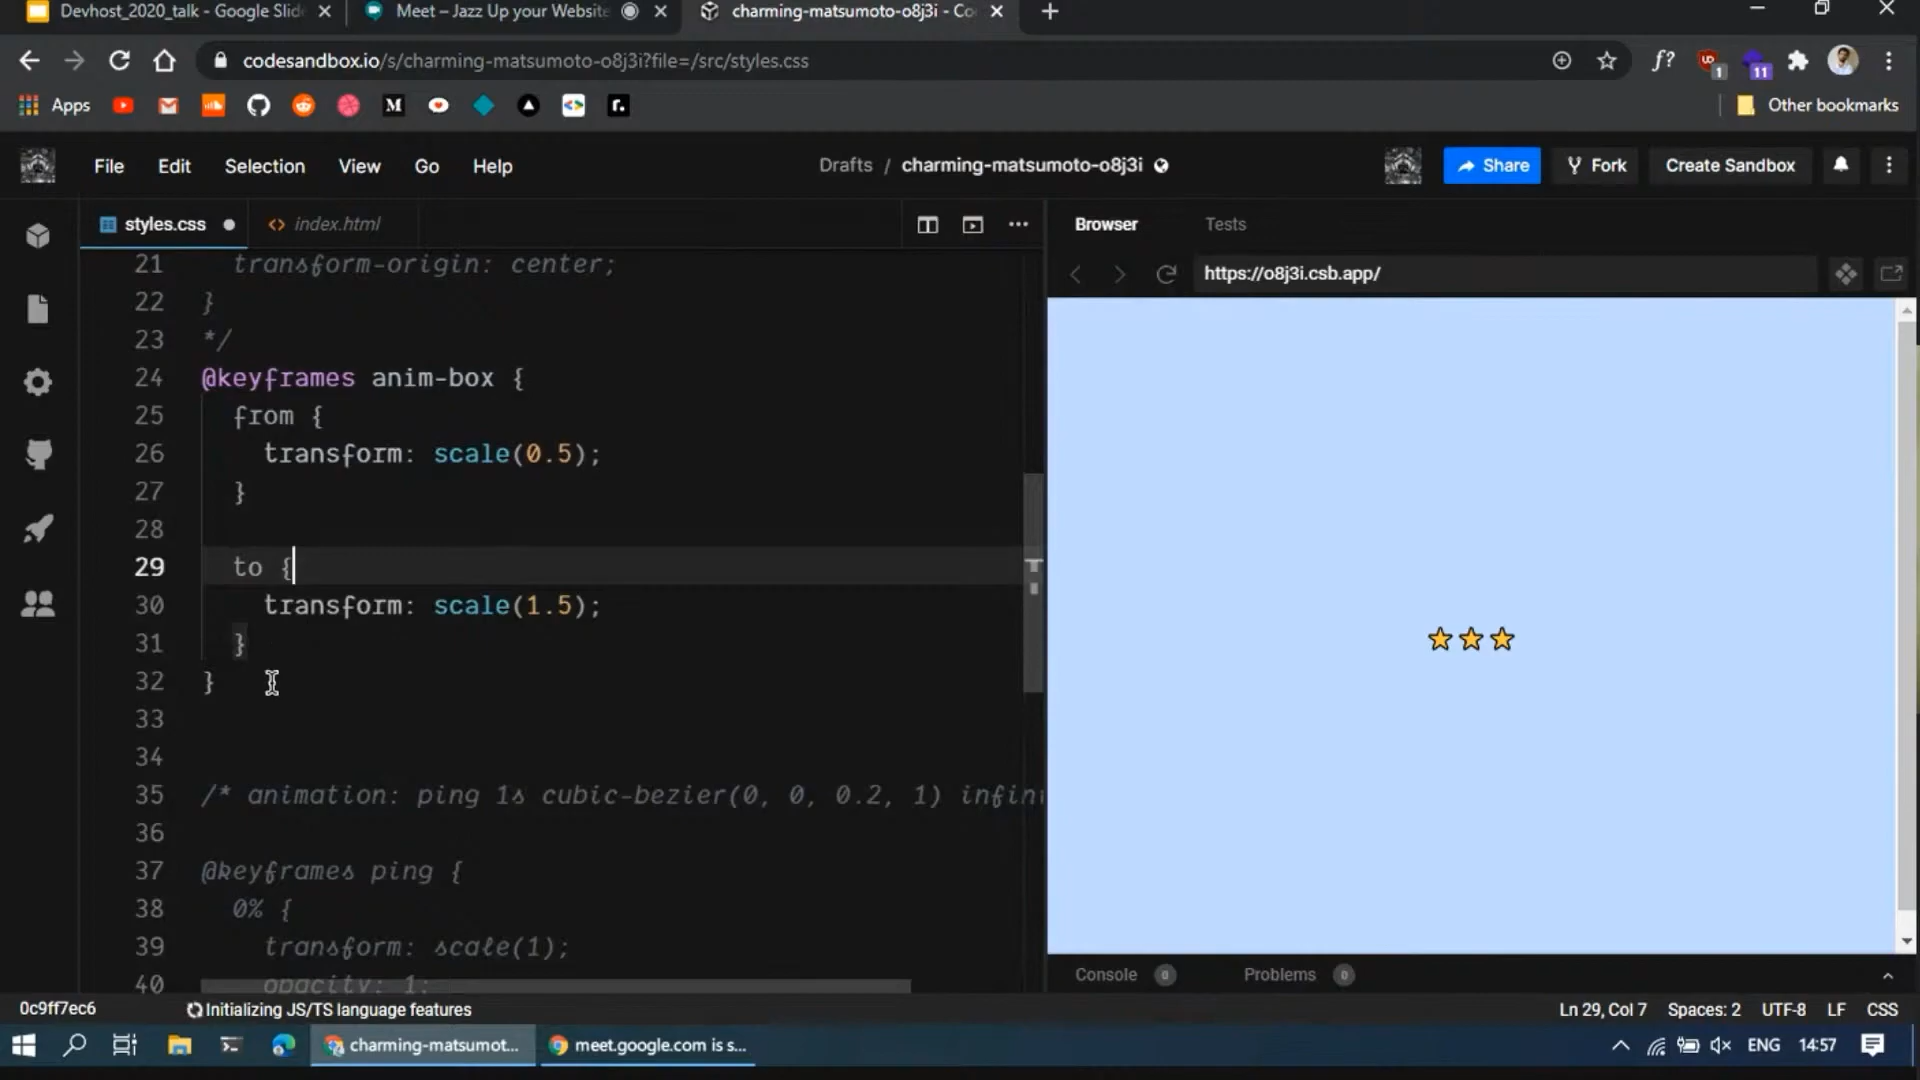 Devhost_2020_talk - Google Slide
Meet – Jazz Up your Website
charming-matsumoto-o8j3i - Co
codesandbox.io/s/charming-matsumoto-o8j3i?file=/src/styles.css
f?
1
11
Apps
M
r.
Other bookmarks
File Edit Selection View Go Help
Drafts / charming-matsumoto-o8j3i
Share
Fork
Create Sandbox
styles.css
index.html
Browser
Tests
https://o8j3i.csb.app/
21 transform-origin: center;
22 }
23 */
24 @keyframes anim-box {
25 from {
26 transform: scale(0.5);
27 }
28
29 to {
30 transform: scale(1.5);
31 }
32 }
33
34
35 /* animation: ping 1s cubic-bezier(0, 0, 0.2, 1) infin
36
37 @keyframes ping {
38 0% {
39 transform: scale(1);
40 opacity: 1;
Console 0
Problems 0
0c9ff7ec6
Initializing JS/TS language features
Ln 29, Col 7
Spaces: 2
UTF-8
LF
CSS
charming-matsumot...
meet.google.com is s...
ENG
14:57